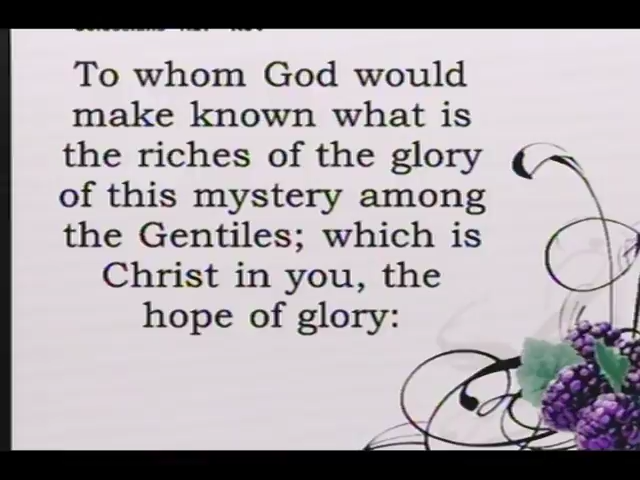 To whom God would
make known what is
the riches of the glory
of this mystery among
the Gentiles; which is
Christ in you, the
hope of glory: